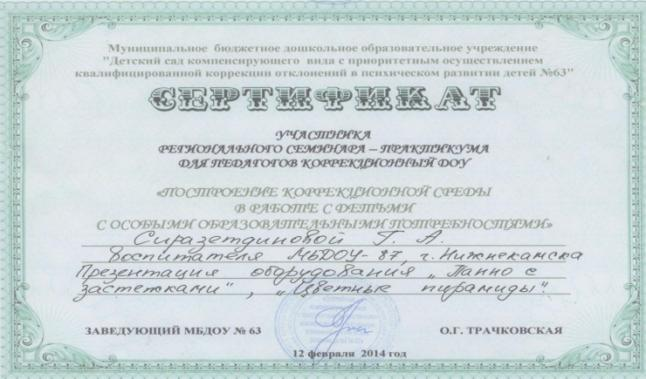 Муниципальное бюджетное дошкольное образовательное учреждение
"Детский сад компенсирующего вида с приоритетным осуществлением
квалифицированной коррекции отклонений в психическом развитии детей №63"
СЕРТИФИКАТ
УЧАСТНИКА
РЕГИОНАЛЬНОГО СЕМИНАРА – ПРАКТИКУМА
ДЛЯ ПЕДАГОГОВ КОРРЕКЦИОННЫЙ ДОУ
«ПОСТРОЕНИЕ КОРРЕКЦИОННОЙ СРЕДЫ
В РАБОТЕ С ДЕТЬМИ
С ОСОБЫМИ ОБРАЗОВАТЕЛЬНЫМИ ПОТРЕБНОСТЯМИ»
Сиразетдиновой Г. А.
воспитателя МБДОУ-87, г. Нижнекамска
Презентация оборудования „Панно с
застежками", „Цветные пирамиды".
ЗАВЕДУЮЩИЙ МБДОУ № 63 О.Г. ТРАЧКОВСКАЯ
12 февраля 2014 год